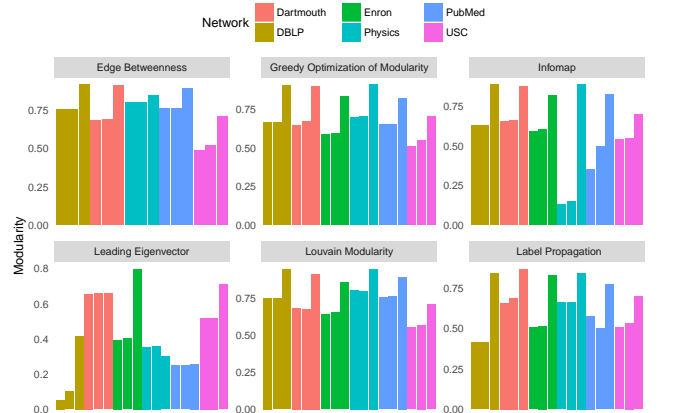 Network Dartmouth Enron PubMed
DBLP Physics USC
Edge Betweenness Greedy Optimization of Modularity Infomap
0.75 0.75 0.75
0.50 0.50 0.50
0.25 0.25 0.25
0.00 0.00 0.00
Modularity
Leading Eigenvector Louvain Modularity Label Propagation
0.8
0.6 0.75 0.75
0.4 0.50 0.50
0.2 0.25 0.25
0.0 0.00 0.00